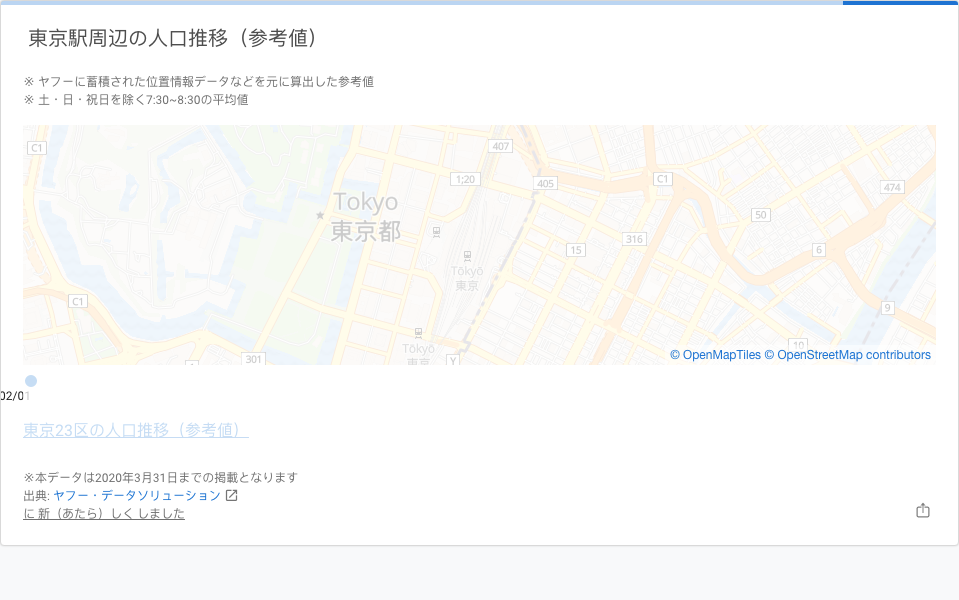 東京駅周辺の人口推移（参考値）
※ ヤフーに蓄積された位置情報データなどを元に算出した参考値
※ 土・日・祝日を除く7:30~8:30の平均値
C1
407
1;20
405
C1
474
Tokyo
東京都
50
316
15
6
Tōkyō
東京
C1
9
10
301
Tōkyō
東京
Y
© OpenMapTiles © OpenStreetMap contributors
02/01
東京23区の人口推移（参考値）
※本データは2020年3月31日までの掲載となります
出典: ヤフー・データソリューション
に 新（あたら）しく しました